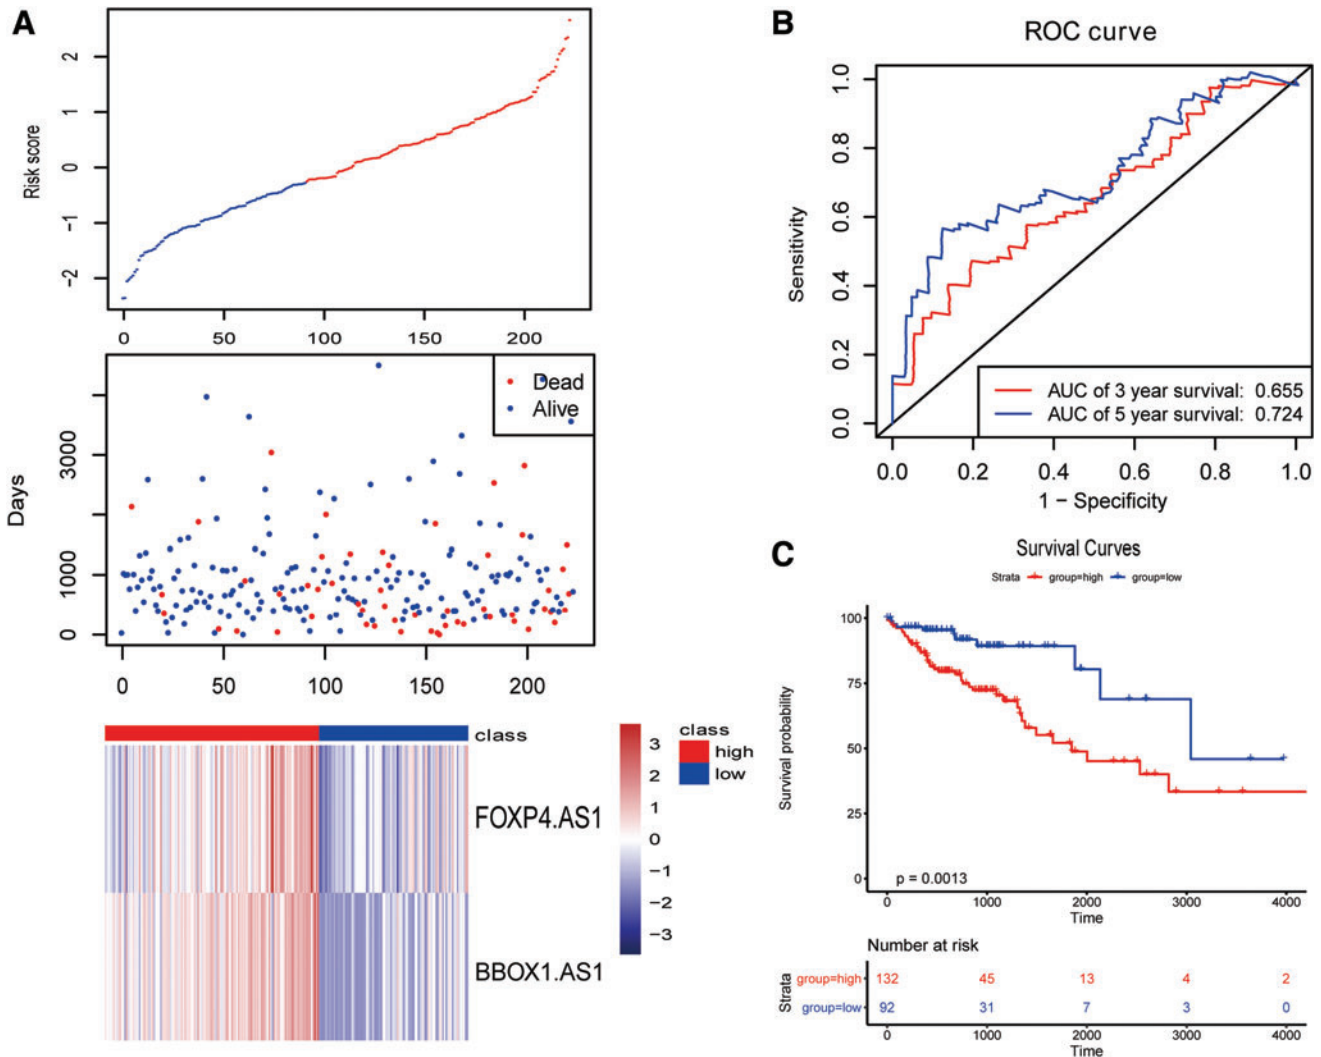 A
Risk score
2
1
0
−1
−2
0 50 100 150 200
Days
3000
1000
0
Dead
Alive
0 50 100 150 200
class
FOXP4.AS1
BBOX1.AS1
3
2
1
0
−1
−2
−3
class
high
low
B
ROC curve
Sensitivity
1.0
0.8
0.6
0.4
0.2
0.0
AUC of 3 year survival: 0.655
AUC of 5 year survival: 0.724
0.0 0.2 0.4 0.6 0.8 1.0
1 − Specificity
C
Survival Curves
Strata group=high group=low
Survival probability
100
75
50
25
0
p = 0.0013
0 1000 2000 3000 4000
Time
Number at risk
Strata
group=high 132 45 13 4 2
group=low 92 31 7 3 0
0 1000 2000 3000 4000
Time